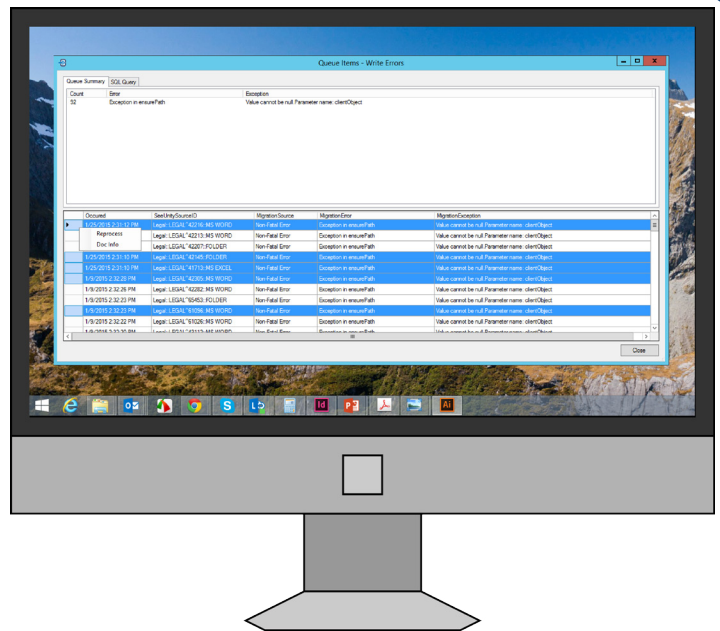 Queue Items - Write Errors
Queue Summary SQL Query
Count Error Exception
92 Exception in ensurePath Value cannot be null.Parameter name: clientObject
Occured SeeUnitySourceID MigrationSource MigrationError MigrationException
1/25/2015 2:31:12 PM Legal::LEGAL~42216::MS WORD Non-Fatal Error Exception in ensurePath Value cannot be null.Parameter name: clientObject
Reprocess Legal::LEGAL~42213::MS WORD Non-Fatal Error Exception in ensurePath Value cannot be null.Parameter name: clientObject
Doc Info Legal::LEGAL~42207::FOLDER Non-Fatal Error Exception in ensurePath Value cannot be null.Parameter name: clientObject
1/25/2015 2:31:10 PM Legal::LEGAL~42145::FOLDER Non-Fatal Error Exception in ensurePath Value cannot be null.Parameter name: clientObject
1/25/2015 2:31:10 PM Legal::LEGAL~41713::MS EXCEL Non-Fatal Error Exception in ensurePath Value cannot be null.Parameter name: clientObject
1/9/2015 2:32:28 PM Legal::LEGAL~42305::MS WORD Non-Fatal Error Exception in ensurePath Value cannot be null.Parameter name: clientObject
1/9/2015 2:32:26 PM Legal::LEGAL~42282::MS WORD Non-Fatal Error Exception in ensurePath Value cannot be null.Parameter name: clientObject
1/9/2015 2:32:23 PM Legal::LEGAL~65453::FOLDER Non-Fatal Error Exception in ensurePath Value cannot be null.Parameter name: clientObject
1/9/2015 2:32:23 PM Legal::LEGAL~61026::MS WORD Non-Fatal Error Exception in ensurePath Value cannot be null.Parameter name: clientObject
1/9/2015 2:32:22 PM Legal::LEGAL~61026::MS WORD Non-Fatal Error Exception in ensurePath Value cannot be null.Parameter name: clientObject
Close
Id Ai